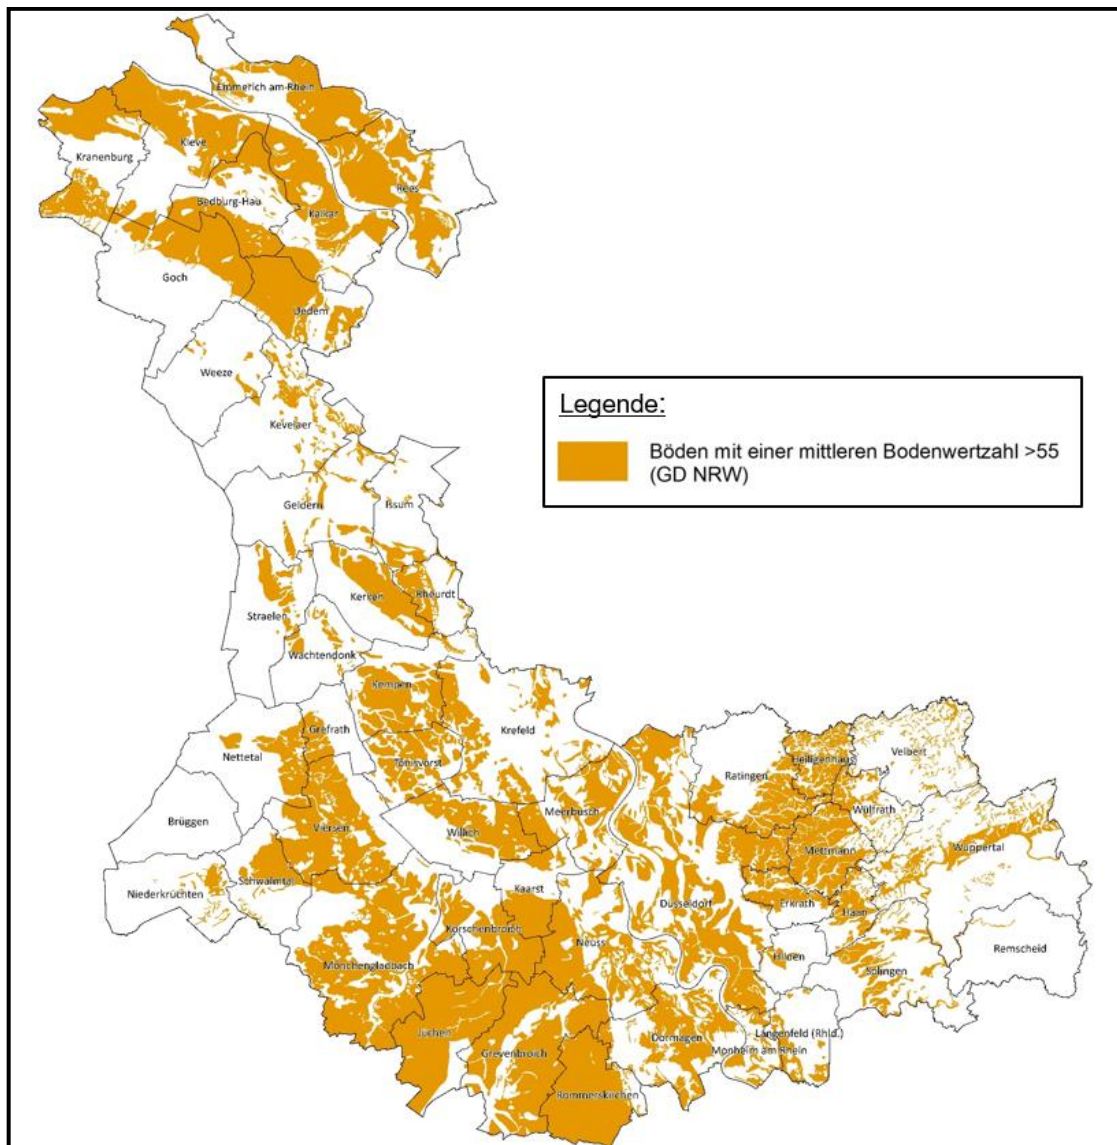 Emmerich am-Rhein
Kleve
Kranenburg
Rees
Bedburg-Hau
Kalkar
Goch
Uedem
Weeze
Kevelaer
Legende:
Böden mit einer mittleren Bodenwertzahl >55
(GD NRW)
Geldern
Issum
Kerken
Rheurdt
Straelen
Wachtendonk
Kempen
Grefrath
Krefeld
Nettetal
Tönisvorst
Ratingen
Heiligenhaus
Velbert
Meerbusch
Wülfrath
Brüggen
Viersen
Willich
Mettmann
Wuppertal
Schwalmtal
Niederkrüchten
Kaarst
Düsseldorf
Erkrath
Haan
Korschenbroich
Neuss
Remscheid
Mönchengladbach
Hilden
Solingen
Jüchen
Dormagen
Langenfeld (Rhld.)
Monheim am Rhein
Grevenbroich
Rommerskirchen